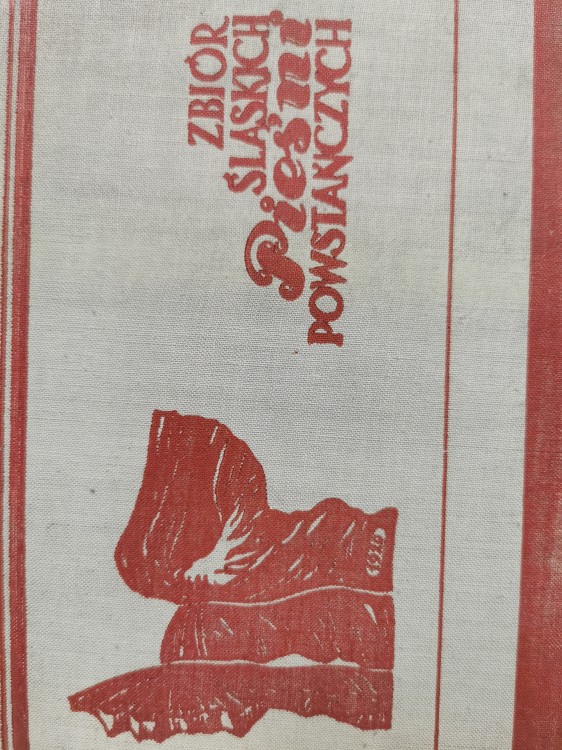 ZBIÓR
ŚLĄSKICH
Pieśni
POWSTAŃCZYCH